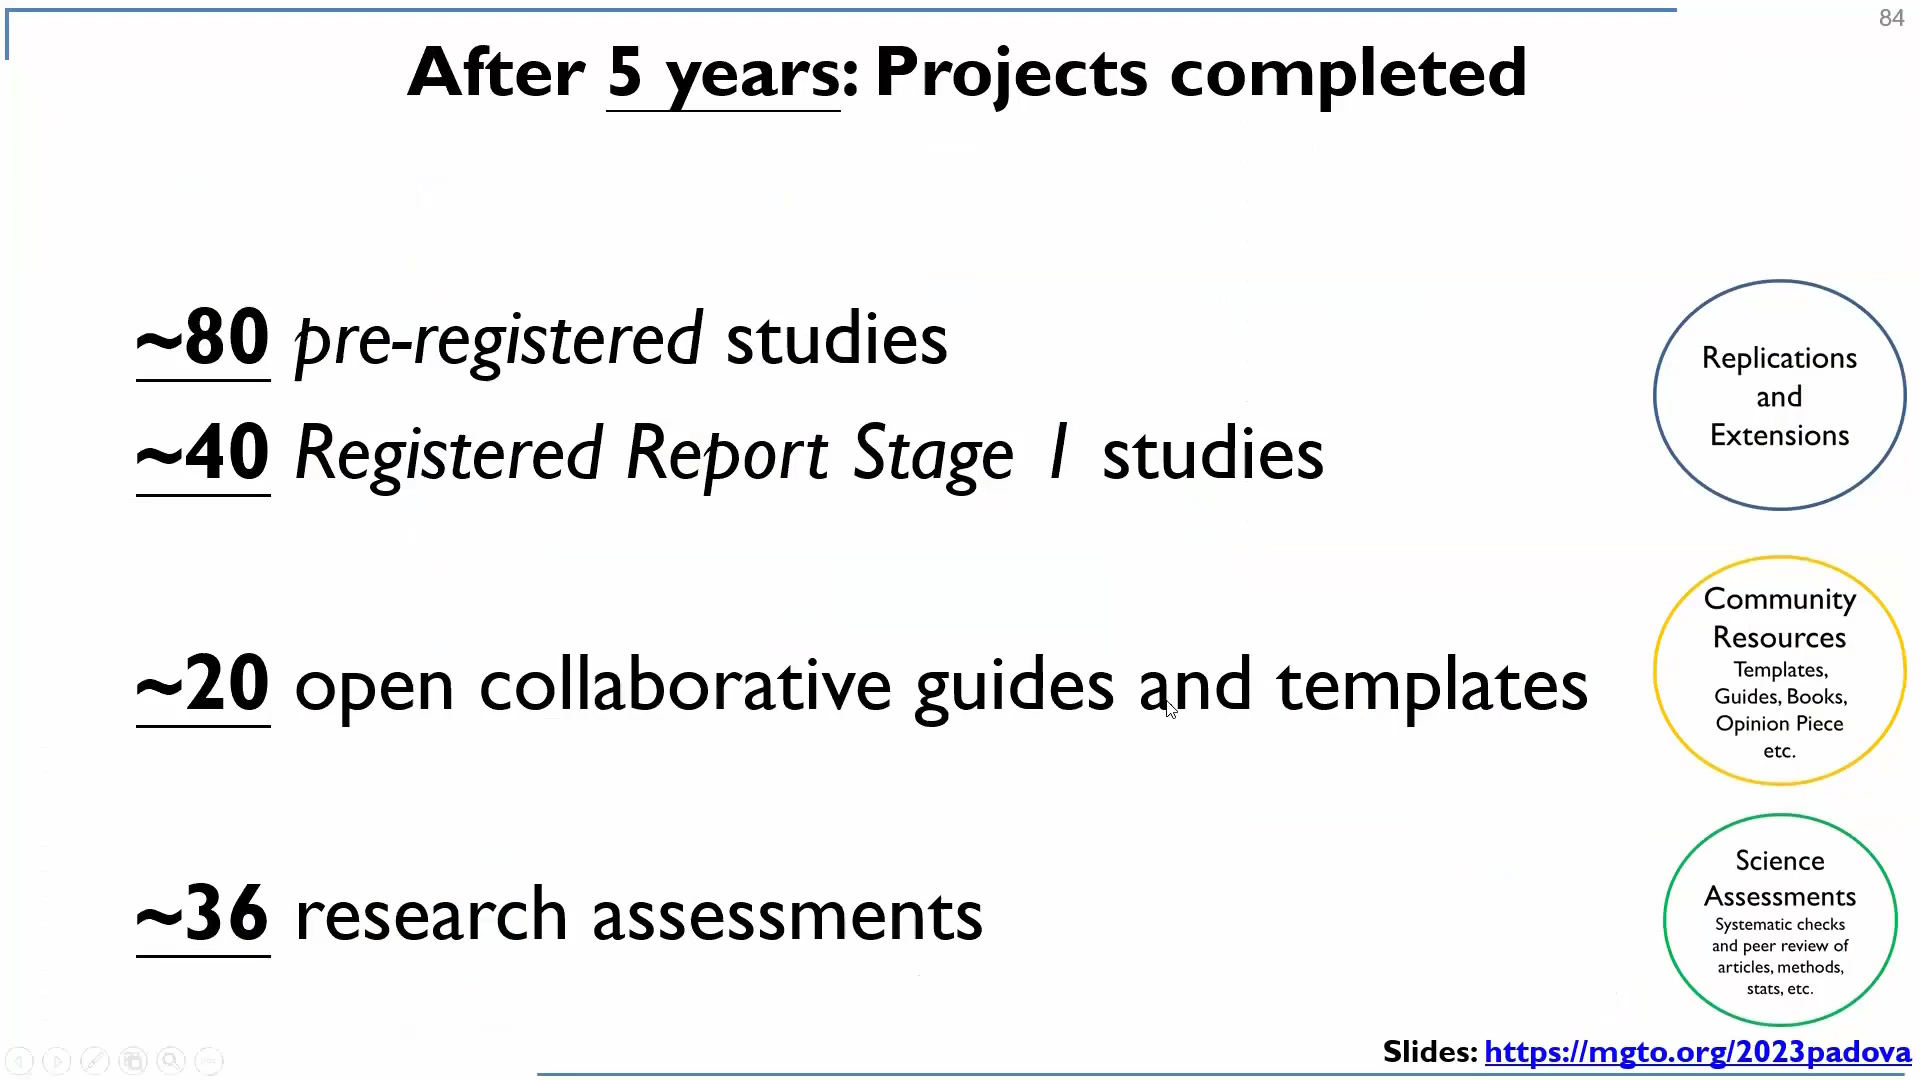 84
After 5 years: Projects completed
~80 pre-registered studies
~40 Registered Report Stage 1 studies
Replications
and
Extensions
~20 open collaborative guides and templates
Community
Resources
Templates,
Guides, Books,
Opinion Piece
etc.
~36 research assessments
Science
Assessments
Systematic checks
and peer review of
articles, methods,
stats, etc.
Slides: https://mgto.org/2023padova